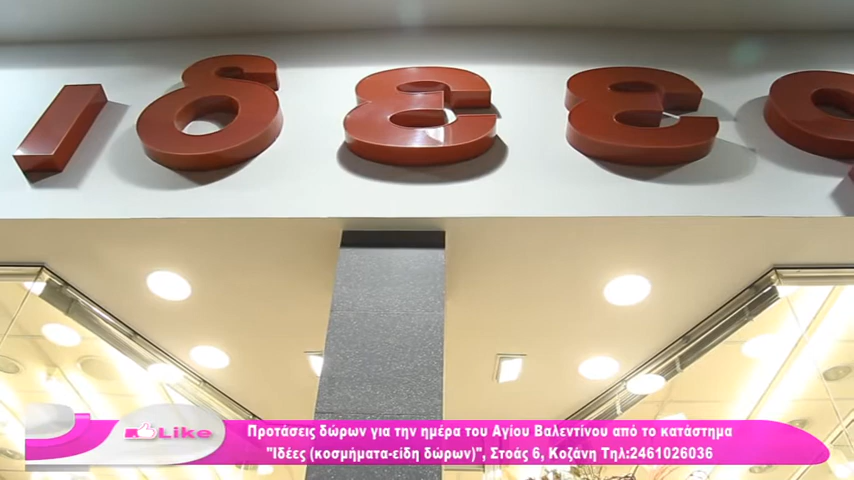 ιδέες
Like
Προτάσεις δώρων για την ημέρα του Αγίου Βαλεντίνου από το κατάστημα
"Ιδέες (κοσμήματα-είδη δώρων)", Στοάς 6, Κοζάνη Τηλ:2461026036